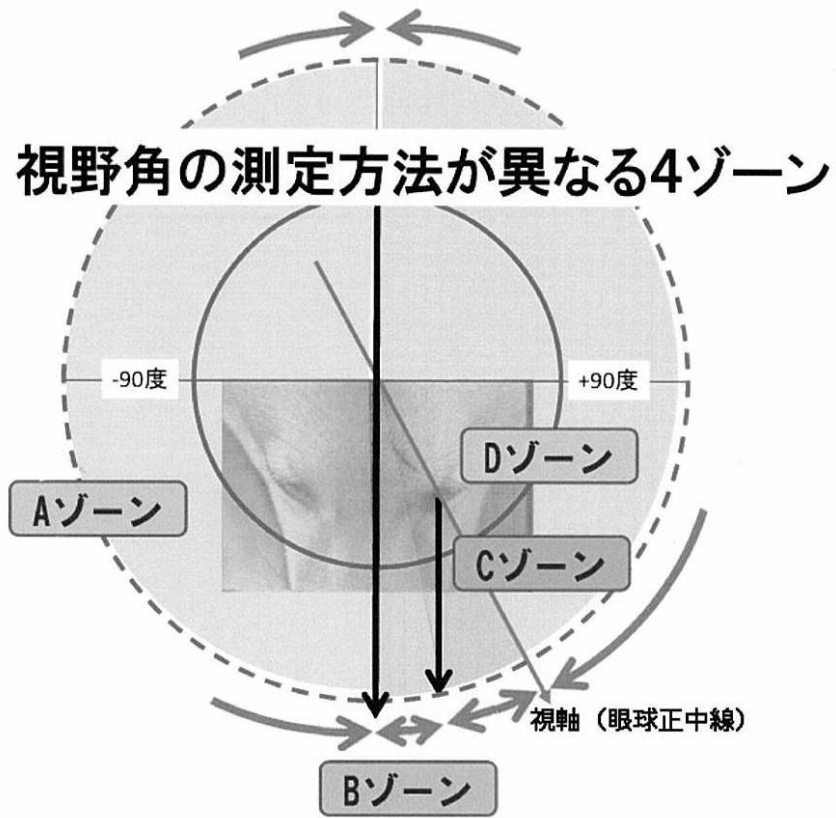 視野角の測定方法が異なる4ゾーン
-90度
+90度
Dゾーン
Aゾーン
Cゾーン
視軸（眼球正中線）
Bゾーン